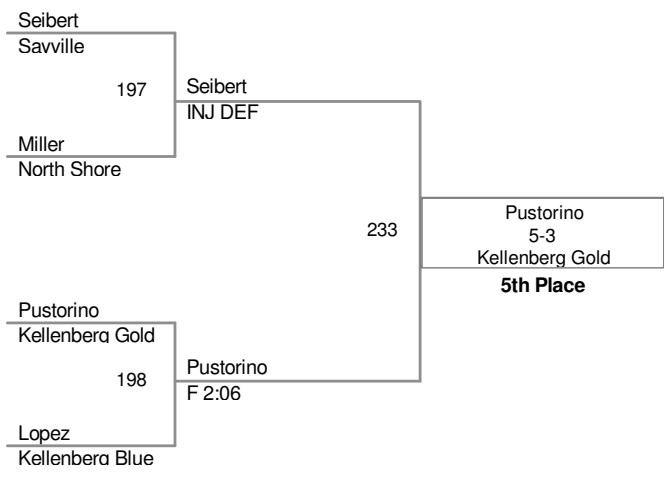 Seibert
Savville
197
Seibert
INJ DEF
Miller
North Shore
233
Pustorino
5-3
Kellenberg Gold
5th Place
Pustorino
Kellenberg Gold
198
Pustorino
F 2:06
Lopez
Kellenberg Blue